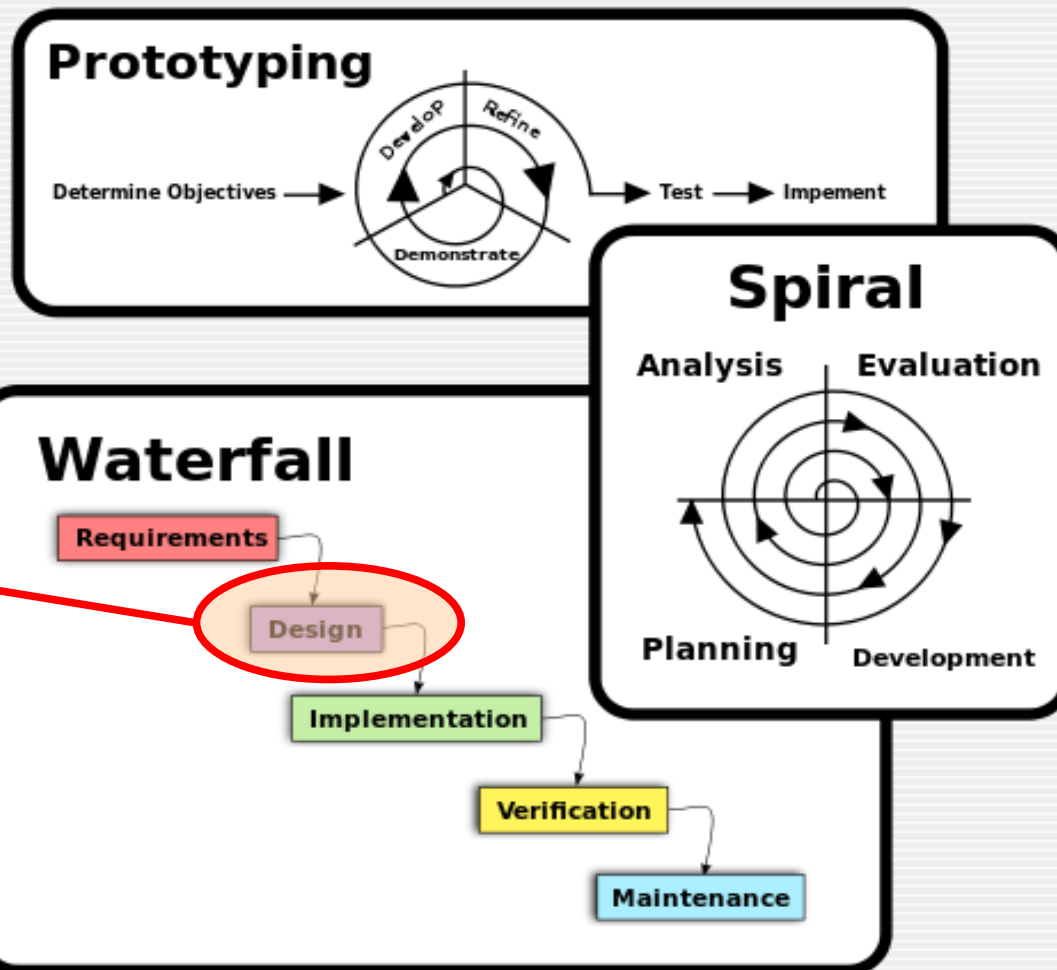 Prototyping
Develop
Refine
Determine Objectives
Test
Impement
Demonstrate
Spiral
Analysis
Evaluation
Planning
Development
Waterfall
Requirements
Design
Implementation
Verification
Maintenance